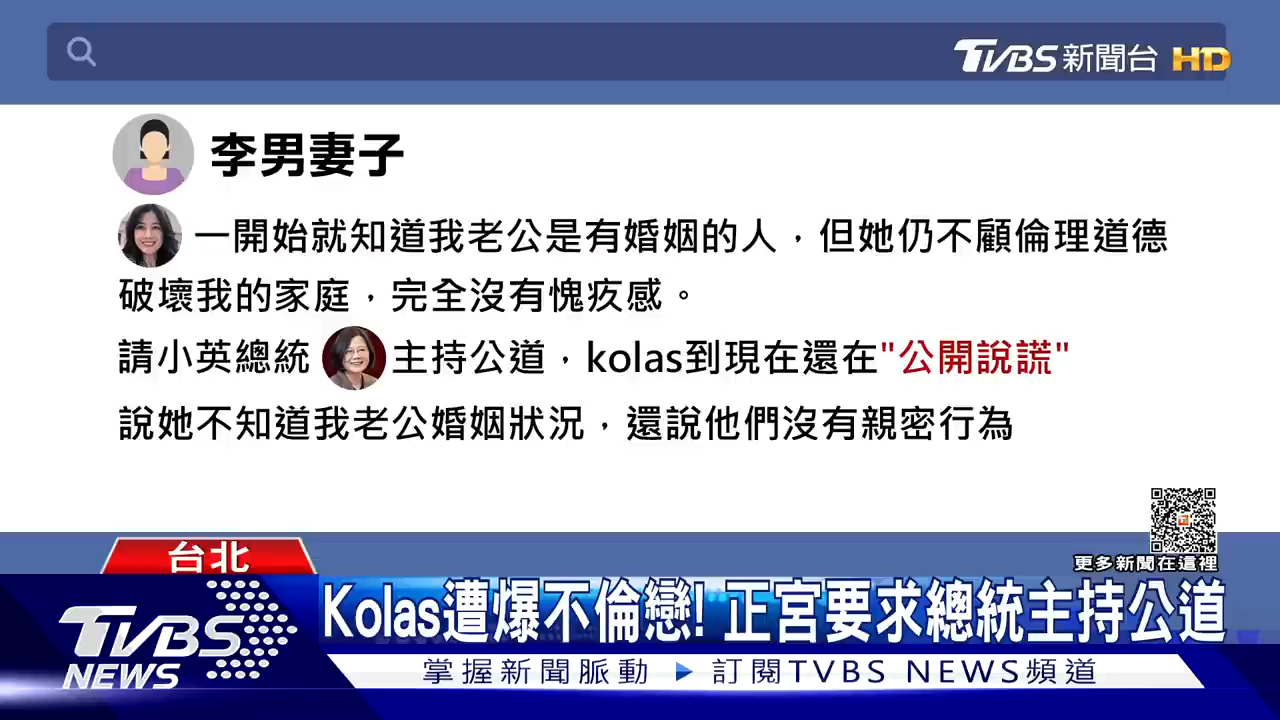 TVBS新聞台 HD
李男妻子
一開始就知道我老公是有婚姻的人，但她仍不顧倫理道德
破壞我的家庭，完全沒有愧疚感。
請小英總統 主持公道，kolas到現在還在"公開說謊"
說她不知道我老公婚姻狀況，還說他們沒有親密行為
更多新聞在這裡
台北
Kolas遭爆不倫戀! 正宮要求總統主持公道
TVBS NEWS
掌握新聞脈動 ▶ 訂閱TVBS NEWS頻道